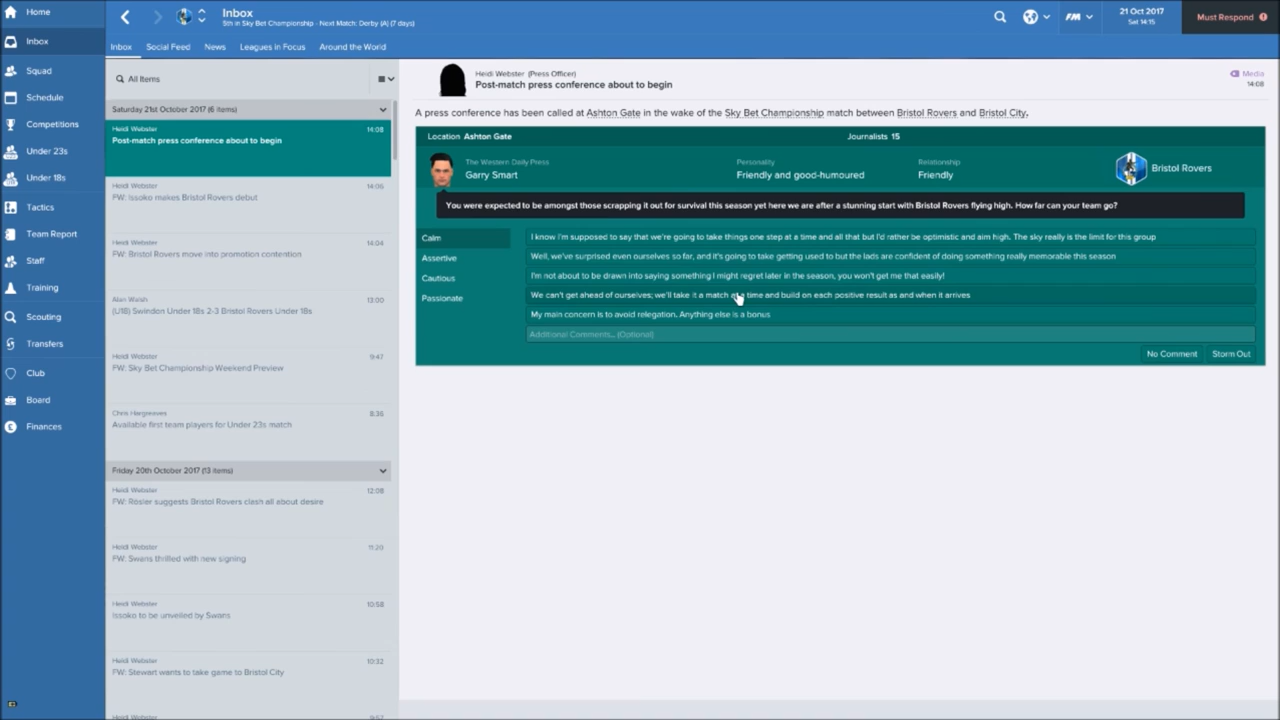 Home
Inbox
Squad
Schedule
Competitions
Under 23s
Under 18s
Tactics
Team Report
Staff
Training
Scouting
Transfers
Club
Board
Finances
Inbox
5th in Sky Bet Championship - Next Match: Derby (A) (7 days)
FM
21 Oct 2017
Sat 14:15
Must Respond
Inbox
Social Feed
News
Leagues in Focus
Around the World
All Items
Saturday 21st October 2017 (6 items)
Heidi Webster 14:08
Post-match press conference about to begin
Heidi Webster 14:06
FW: Issoko makes Bristol Rovers debut
Heidi Webster 14:04
FW: Bristol Rovers move into promotion contention
Alan Walsh 13:00
(U18) Swindon Under 18s 2-3 Bristol Rovers Under 18s
Heidi Webster 9:47
FW: Sky Bet Championship Weekend Preview
Chris Hargreaves 8:36
Available first team players for Under 23s match
Friday 20th October 2017 (13 items)
Heidi Webster 12:08
FW: Rosler suggests Bristol Rovers clash all about desire
Heidi Webster 11:20
FW: Swans thrilled with new signing
Heidi Webster 10:58
Issoko to be unveiled by Swans
Heidi Webster 10:32
FW: Stewart wants to take game to Bristol City
Heidi Webster 9:57
Heidi Webster (Press Officer)
Post-match press conference about to begin
Media
14:08
A press conference has been called at Ashton Gate in the wake of the Sky Bet Championship match between Bristol Rovers and Bristol City.
Location Ashton Gate
Journalists 15
The Western Daily Press
Garry Smart
Personality
Friendly and good-humoured
Relationship
Friendly
Bristol Rovers
You were expected to be amongst those scrapping it out for survival this season yet here we are after a stunning start with Bristol Rovers flying high. How far can your team go?
Calm
Assertive
Cautious
Passionate
I know I'm supposed to say that we're going to take things one step at a time and all that but I'd rather be optimistic and aim high. The sky really is the limit for this group
Well, we've surprised even ourselves so far, and it's going to take getting used to but the lads are confident of doing something really memorable this season
I'm not about to be drawn into saying something I might regret later in the season, you won't get me that easily!
We can't get ahead of ourselves; we'll take it a match at a time and build on each positive result as and when it arrives
My main concern is to avoid relegation. Anything else is a bonus
Additional Comments... (Optional)
No Comment
Storm Out